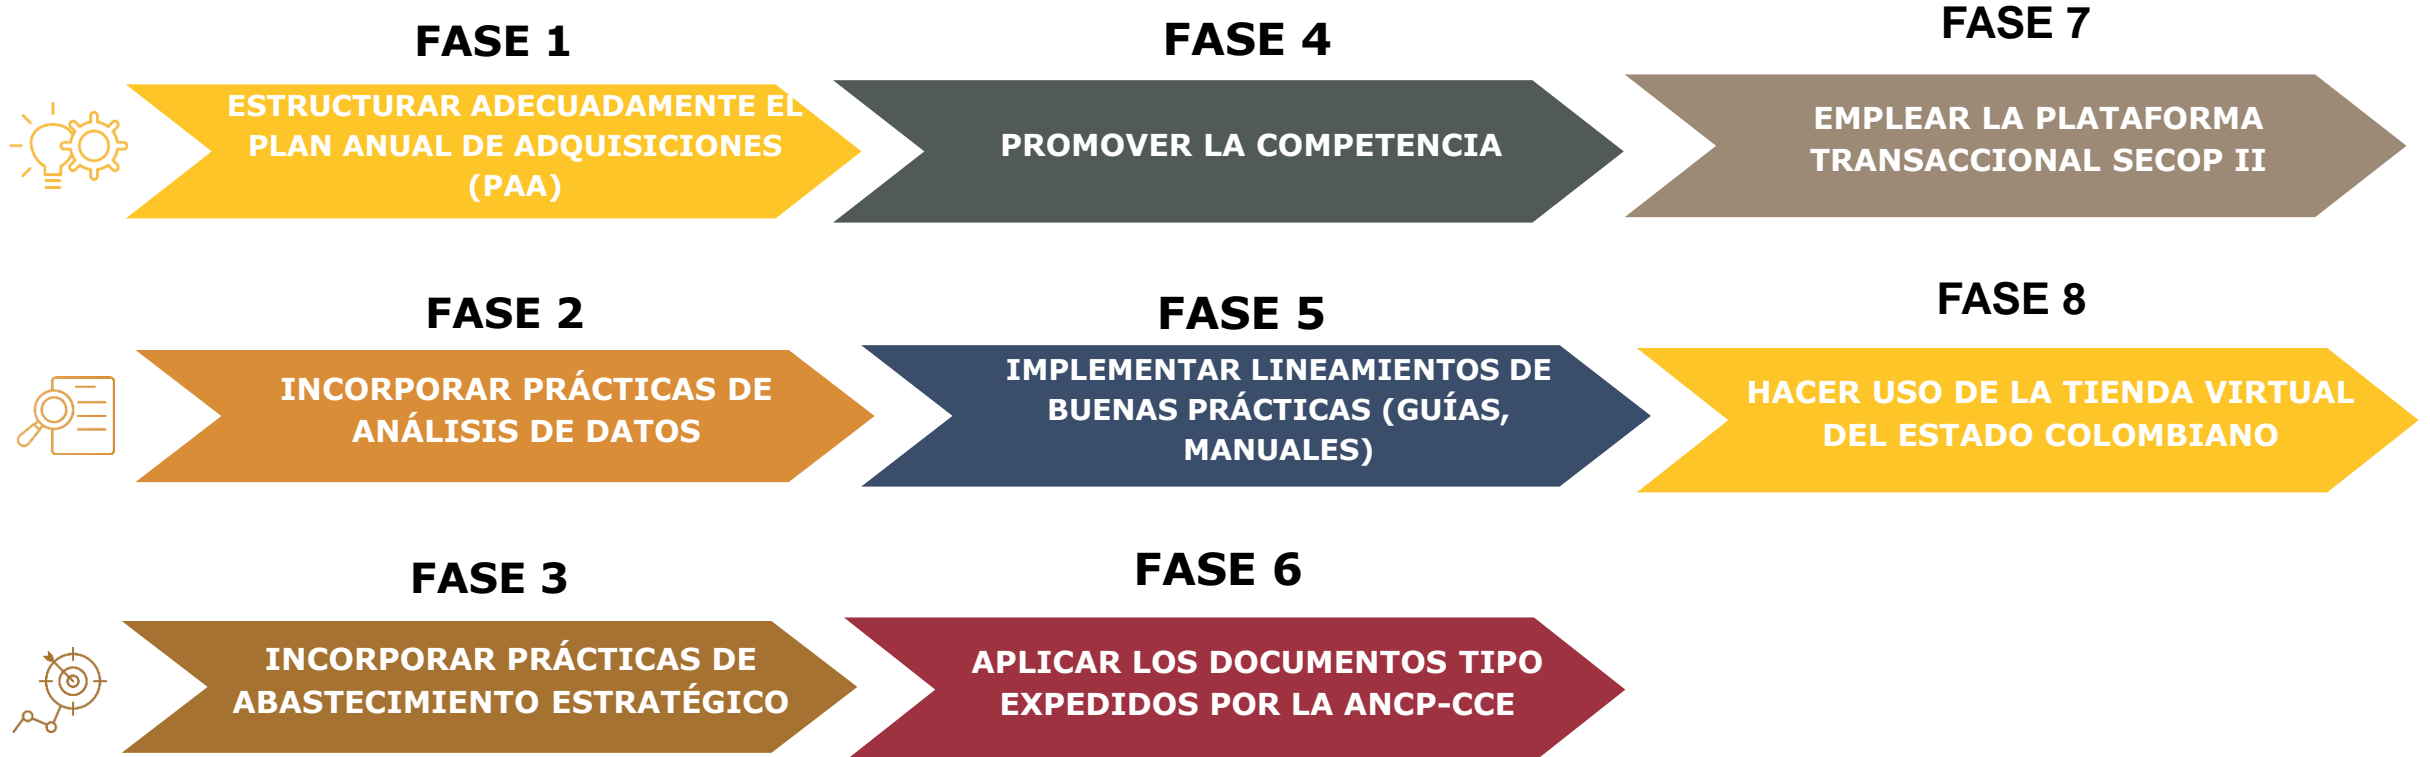 FASE 1
ESTRUCTURAR ADECUADAMENTE EL
PLAN ANUAL DE ADQUISICIONES
(PAA)
FASE 2
INCORPORAR PRÁCTICAS DE
ANÁLISIS DE DATOS
FASE 3
INCORPORAR PRÁCTICAS DE
ABASTECIMIENTO ESTRATÉGICO
FASE 4
PROMOVER LA COMPETENCIA
FASE 5
IMPLEMENTAR LINEAMIENTOS DE
BUENAS PRÁCTICAS (GUÍAS,
MANUALES)
FASE 6
APLICAR LOS DOCUMENTOS TIPO
EXPEDIDOS POR LA ANCP-CCE
FASE 7
EMPLEAR LA PLATAFORMA
TRANSACCIONAL SECOP II
FASE 8
HACER USO DE LA TIENDA VIRTUAL
DEL ESTADO COLOMBIANO